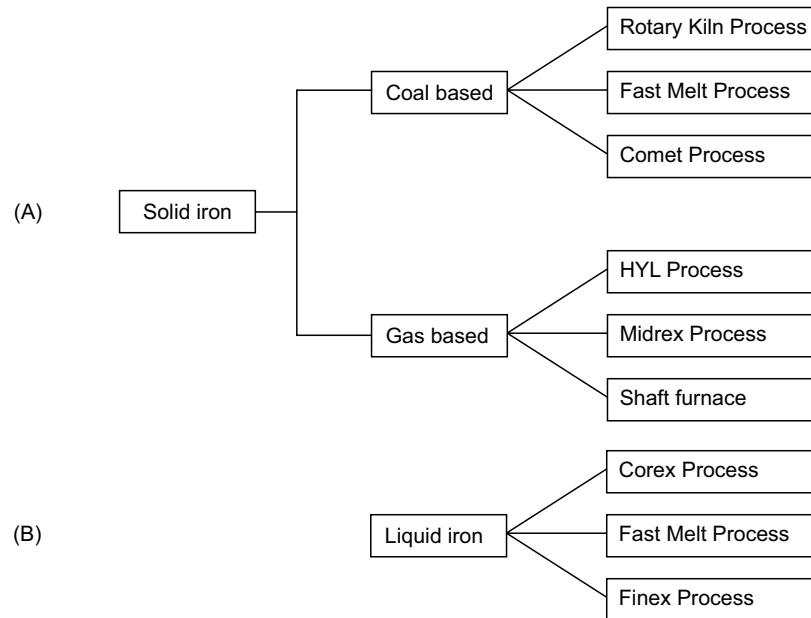 Rotary Kiln Process
Coal based
Fast Melt Process
Comet Process
(A)
Solid iron
HYL Process
Gas based
Midrex Process
Shaft furnace
Corex Process
(B)
Liquid iron
Fast Melt Process
Finex Process